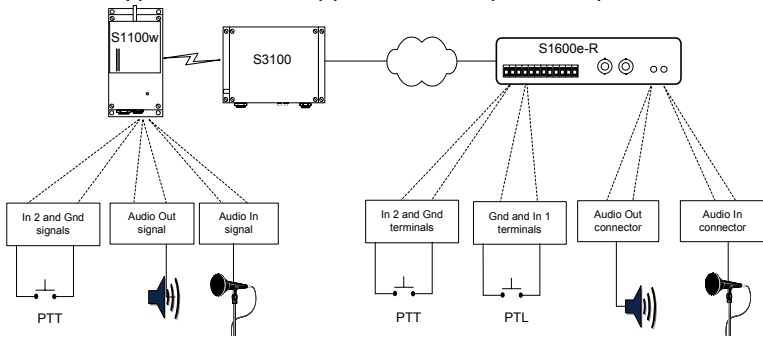 S1100w
S3100
S1600e-R
In 2 and Gnd
signals
Audio Out
signal
Audio In
signal
In 2 and Gnd
terminals
Gnd and In 1
terminals
Audio Out
connector
Audio In
connector
PTT
PTT
PTL